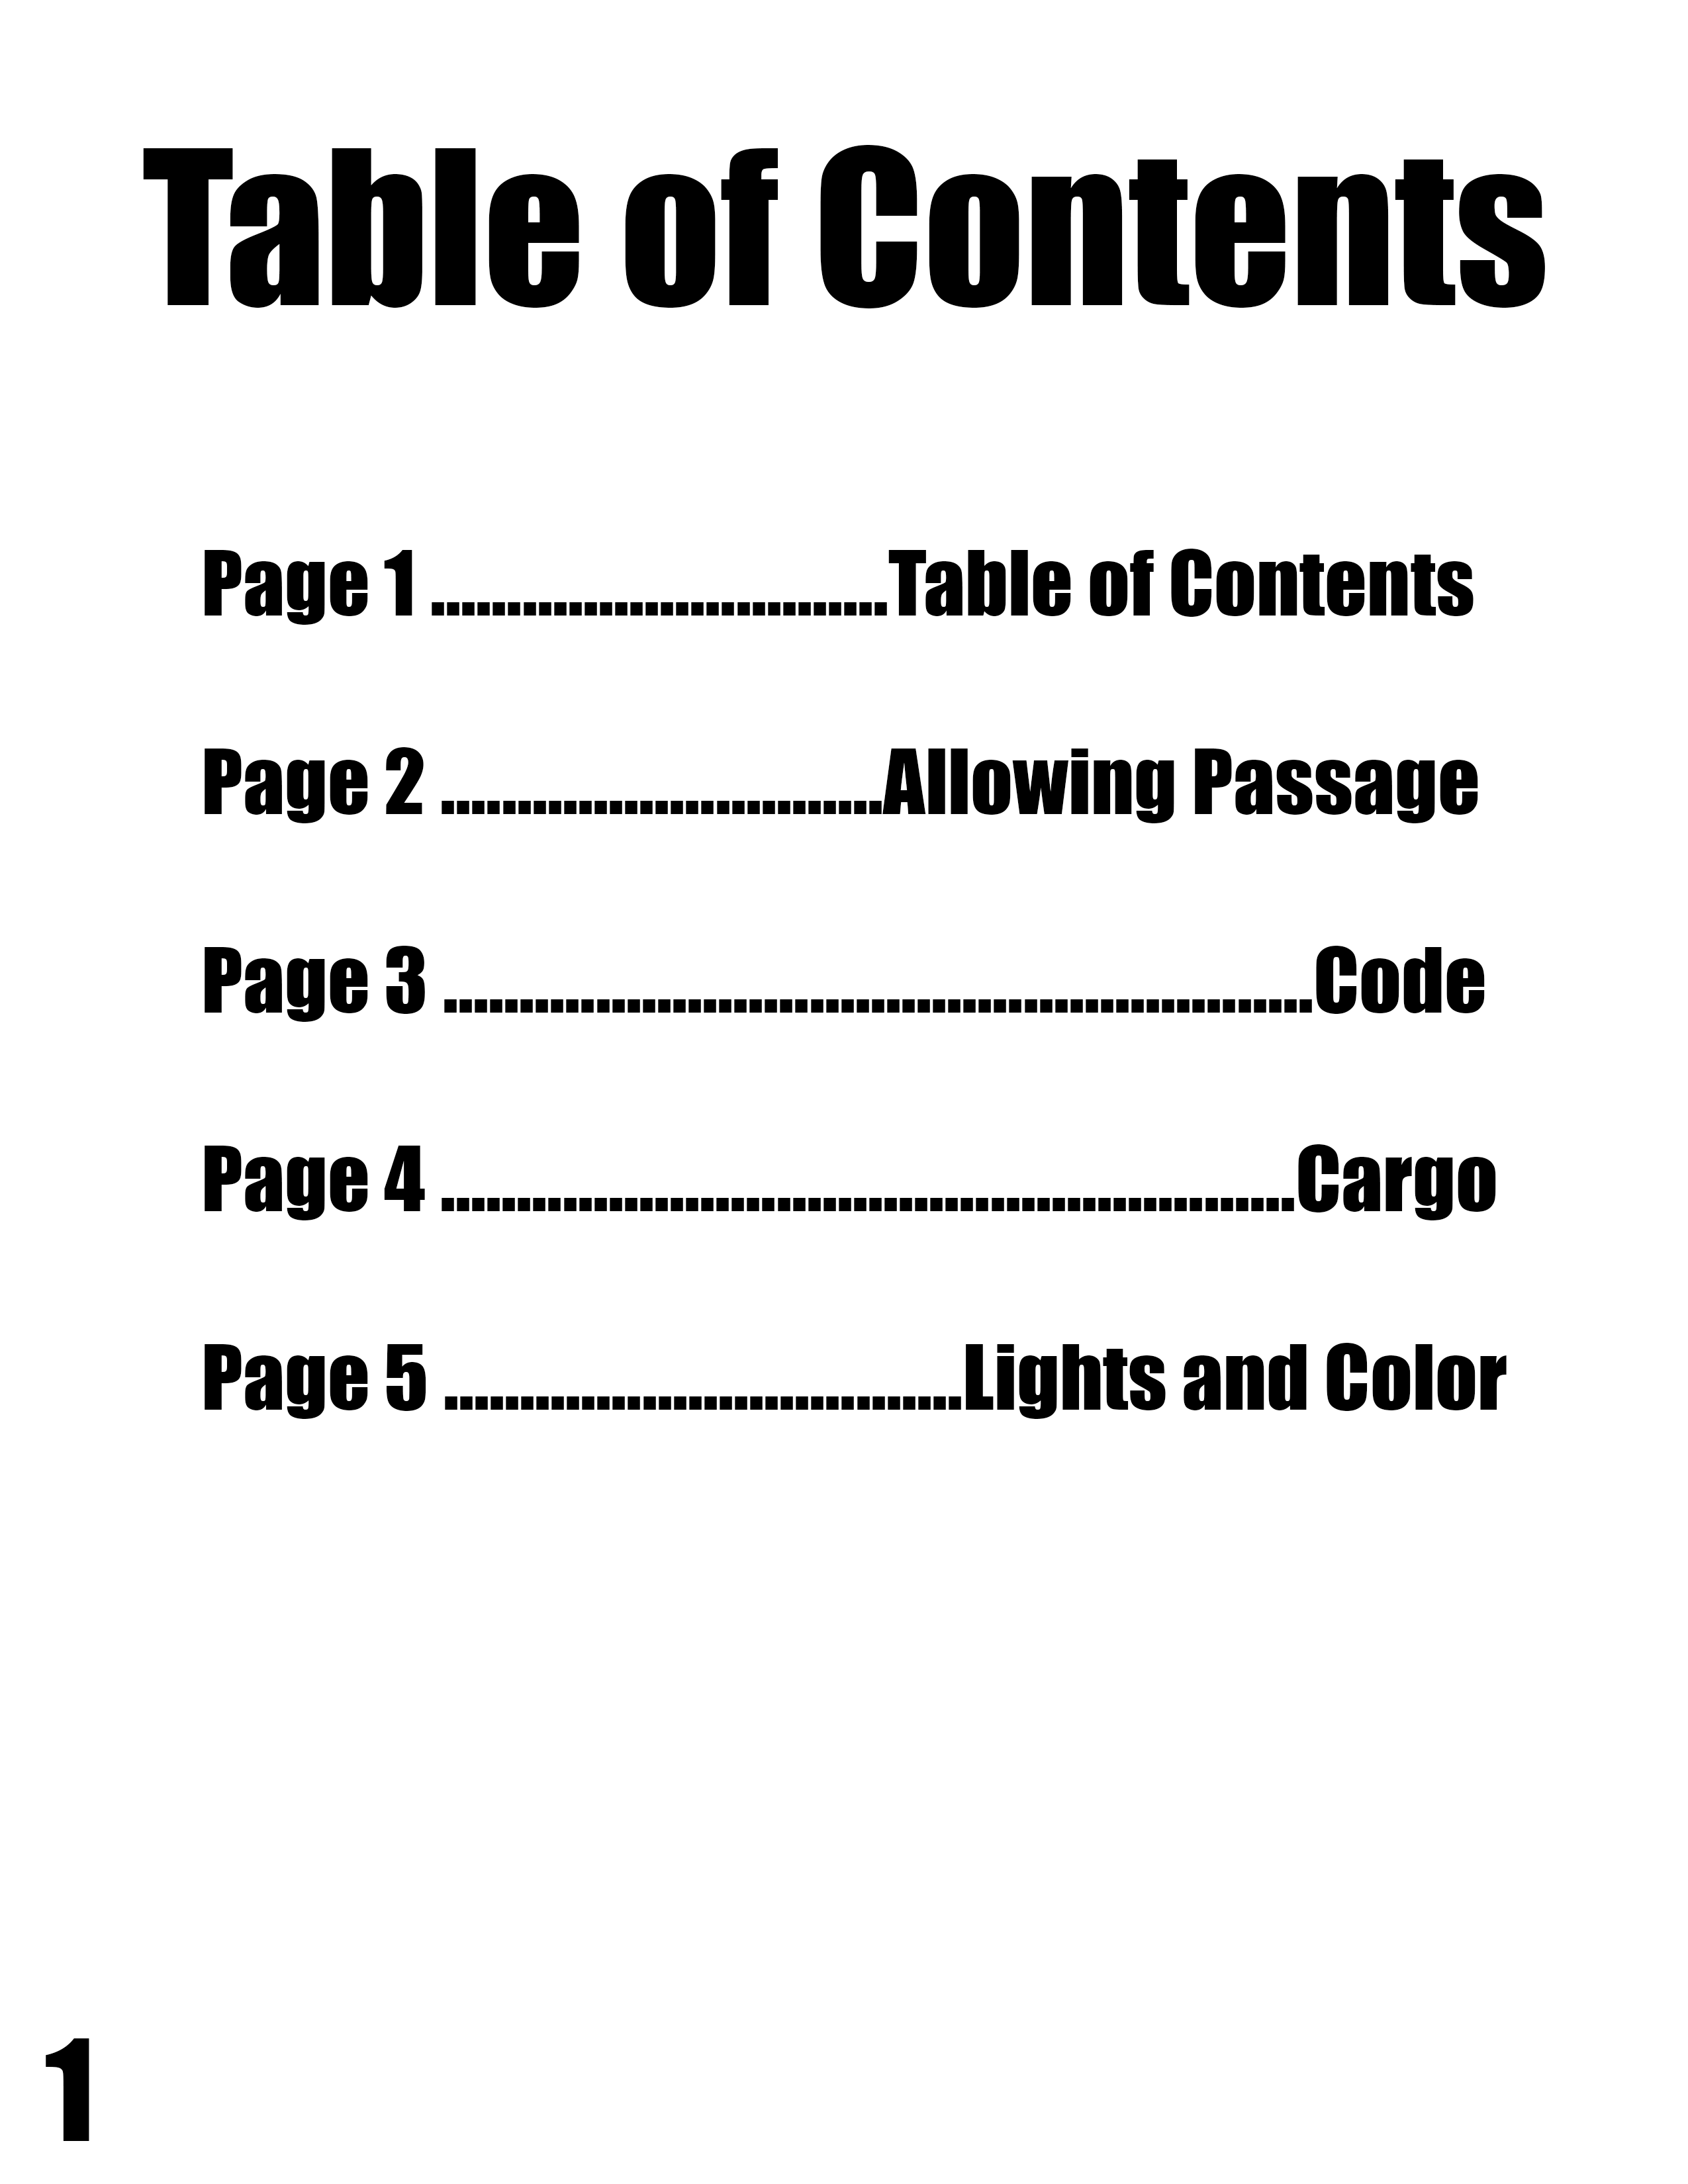 Table of Contents
Page 1 ..............................Table of Contents
Page 2 .............................Allowing Passage
Page 3 .........................................................Code
Page 4 ........................................................Cargo
Page 5 ..................................Lights and Color
1